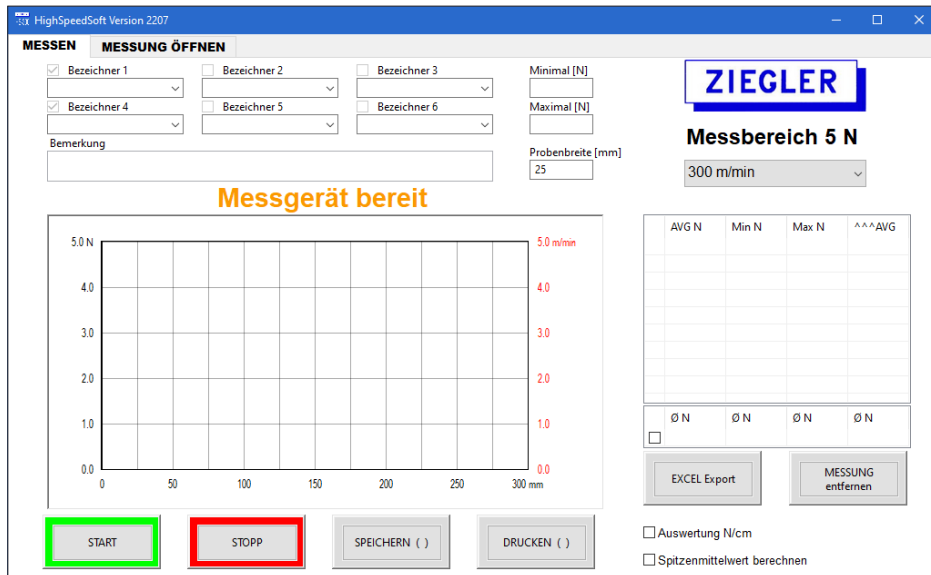 HighSpeedSoft Version 2207
MESSEN MESSUNG ÖFFNEN
Bezeichner 1 Bezeichner 2 Bezeichner 3 Minimal [N]
Bezeichner 4 Bezeichner 5 Bezeichner 6 Maximal [N]
Bemerkung
Probenbreite [mm]
25
ZIEGLER
Messbereich 5 N
300 m/min
Messgerät bereit
5.0 N 5.0 m/min
4.0 4.0
3.0 3.0
2.0 2.0
1.0 1.0
0.0 0.0
0 50 100 150 200 250 300 mm
AVG N Min N Max N ^^^AVG
Ø N Ø N Ø N Ø N
EXCEL Export
MESSUNG
entfernen
START STOPP SPEICHERN ( ) DRUCKEN ( )
Auswertung N/cm
Spitzenmittelwert berechnen